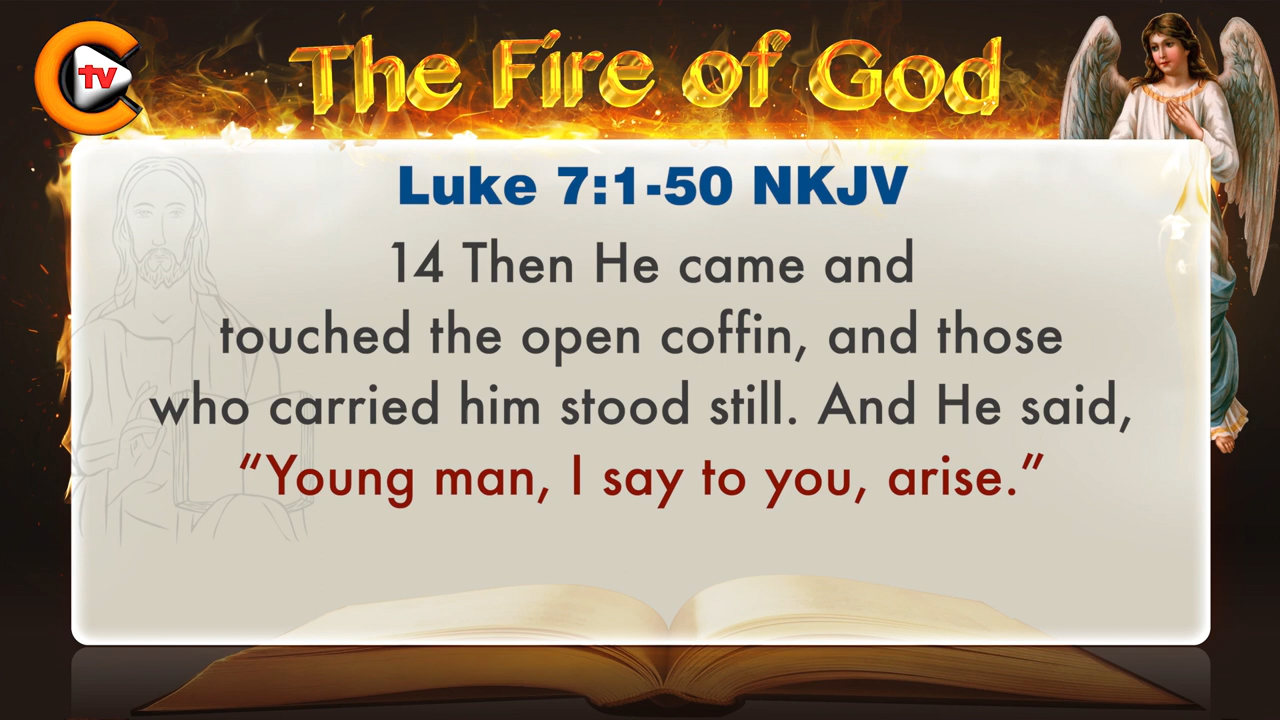 tv
The Fire of God
Luke 7:1-50 NKJV
14 Then He came and
touched the open coffin, and those
who carried him stood still. And He said,
“Young man, I say to you, arise.”